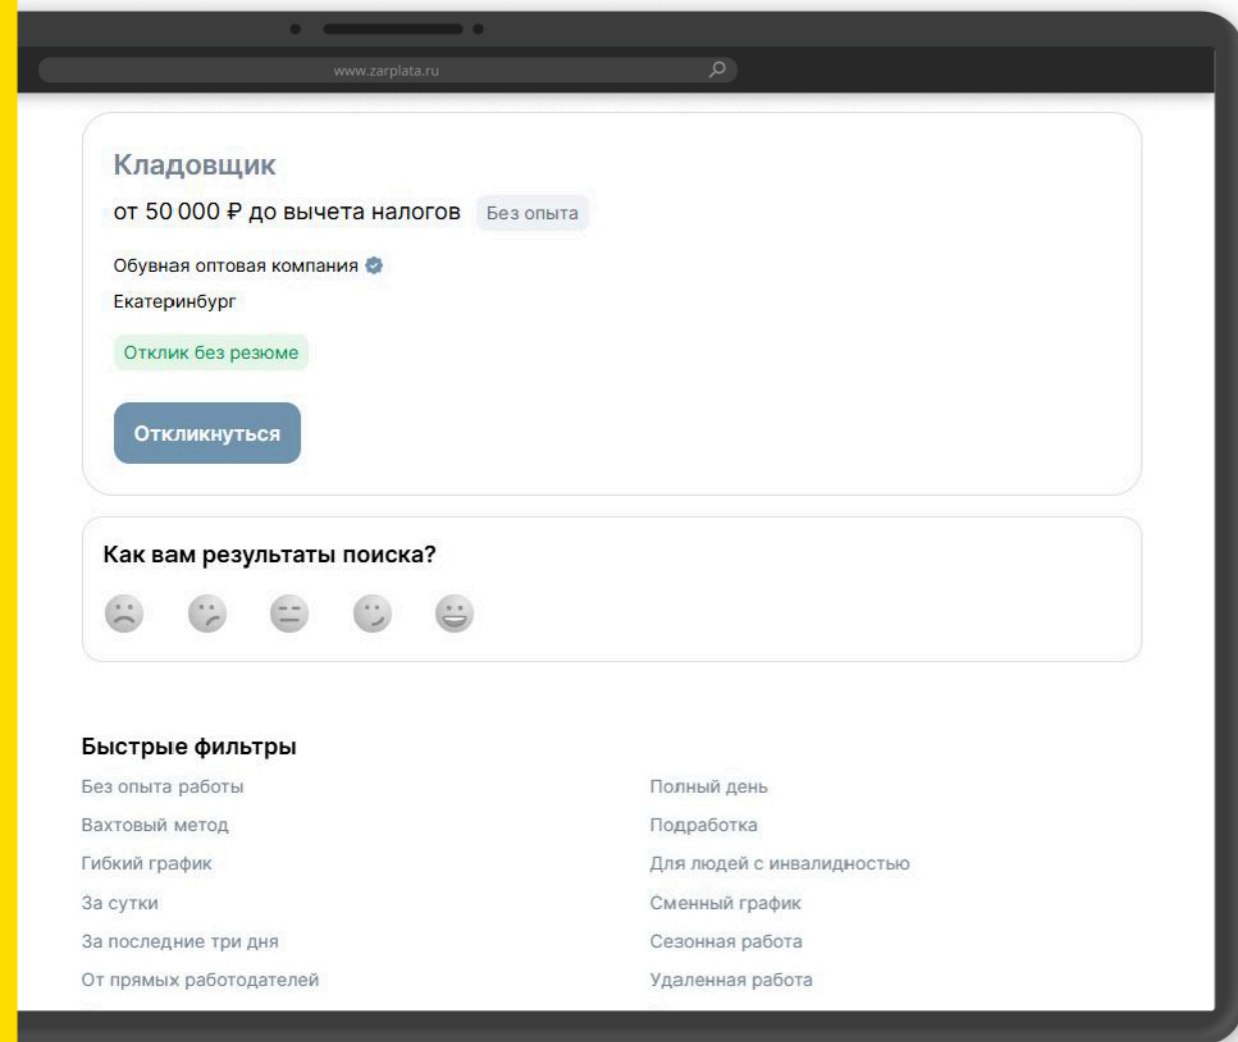 www.zarplata.ru
Кладовщик
от 50 000 ₽ до вычета налогов Без опыта
Обувная оптовая компания
Екатеринбург
Отклик без резюме
Откликнуться
Как вам результаты поиска?
Быстрые фильтры
Без опыта работы Полный день
Вахтовый метод Подработка
Гибкий график Для людей с инвалидностью
За сутки Сменный график
За последние три дня Сезонная работа
От прямых работодателей Удаленная работа